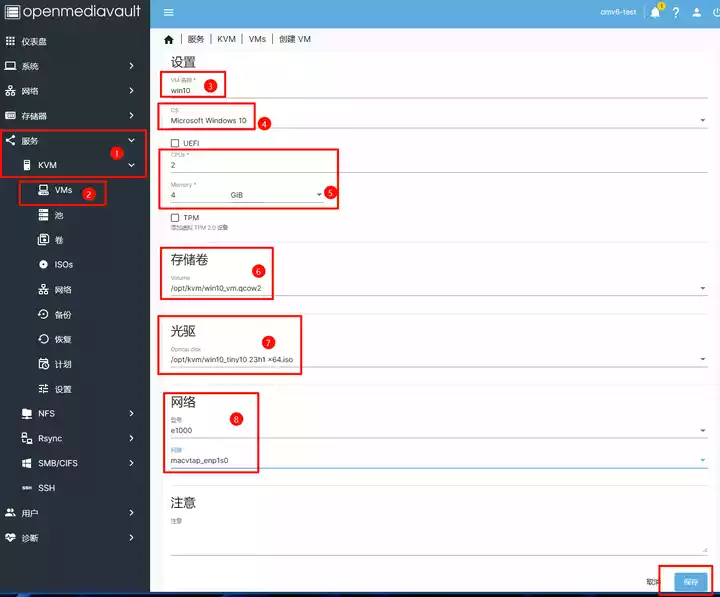 openmediavault
omv6-test
1
仪表盘
系统
网络
存储器
服务
1
KVM
VMs
2
池
卷
ISOs
网络
备份
恢复
计划
设置
NFS
Rsync
SMB/CIFS
SSH
用户
诊断
服务 | KVM | VMs | 创建 VM
设置
VM 名称 *
win10
3
OS
Microsoft Windows 10
4
UEFI
CPUs *
2
Memory *
4 GiB
5
TPM
添加虚拟 TPM 2.0 设备
存储卷
6
Volume
/opt/kvm/win10_vm.qcow2
光驱
7
Optical disk
/opt/kvm/win10_tiny10 23h1 x64.iso
网络
8
型号
e1000
网络
macvtap_enp1s0
注意
注意
取消
保存